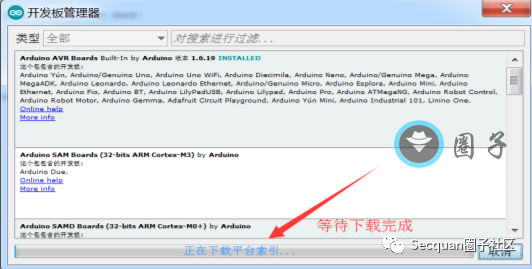 开发板管理器
类型 全部 对搜索进行过滤...
Arduino AVR Boards Built-In by Arduino 版本 1.6.19 INSTALLED
这个包包含的开发板:
Arduino Yún, Arduino/Genuino Uno, Arduino Uno WiFi, Arduino Diecimila, Arduino Nano, Arduino/Genuino Mega, Arduino
MegaADK, Arduino Leonardo, Arduino Leonardo Ethernet, Arduino/Genuino Micro, Arduino Esplora, Arduino Mini, Arduino
Ethernet, Arduino Fio, Arduino BT, Arduino LilyPadUSB, Arduino Lilypad, Arduino Pro, Arduino ATMegaNG, Arduino Robot Control,
Arduino Robot Motor, Arduino Gemma, Adafruit Circuit Playground, Arduino Yún Mini, Arduino Industrial 101, Linino One.
Online help
More info
圈子
Arduino SAM Boards (32-bits ARM Cortex-M3) by Arduino
这个包包含的开发板:
Arduino Due.
Online help
More info
Arduino SAMD Boards (32-bits ARM Cortex-M0+) by Arduino
这个包包含的开发板:
等待下载完成
正在下载平台索引...
Secquan圈子社区
取消